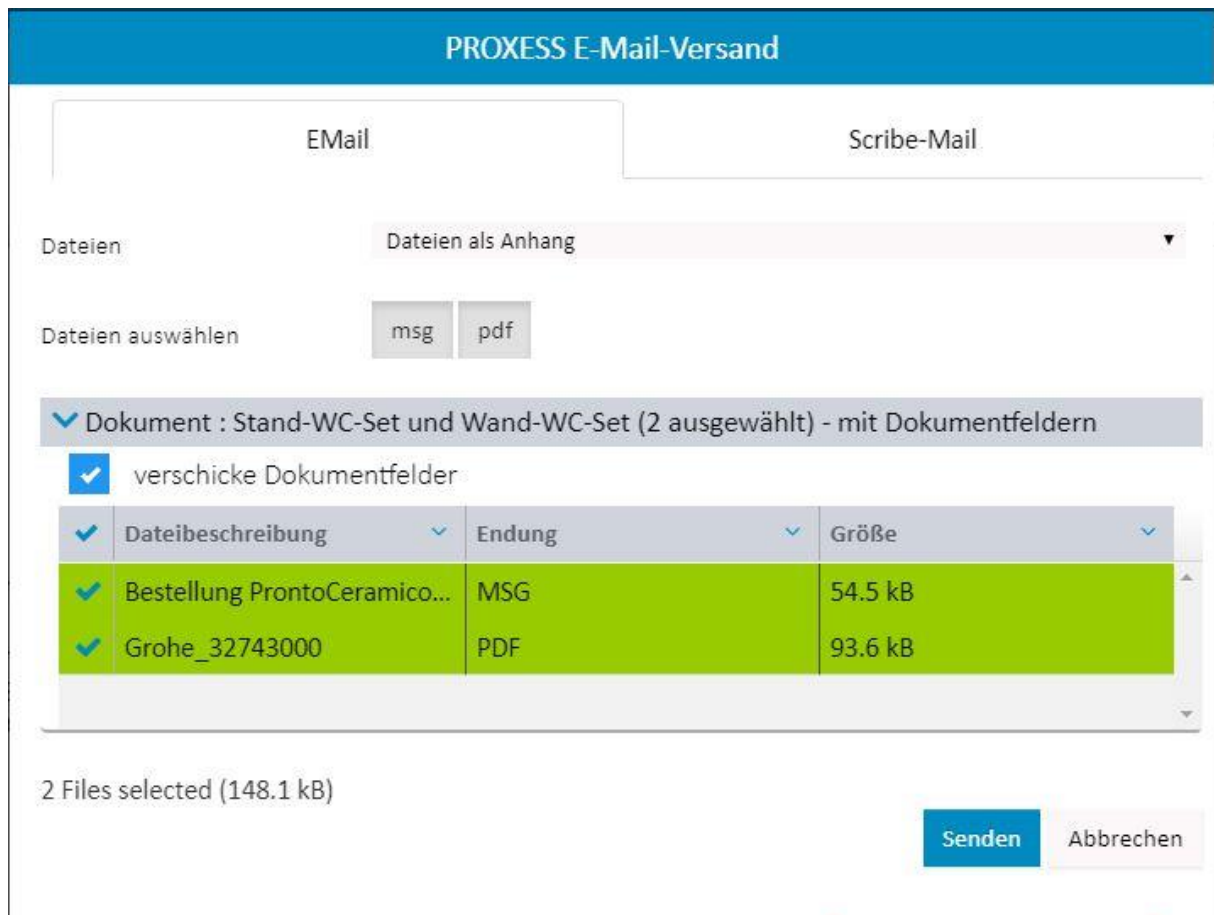 PROXESS E-Mail-Versand
EMail Scribe-Mail
Dateien Dateien als Anhang
Dateien auswählen msg pdf
Dokument : Stand-WC-Set und Wand-WC-Set (2 ausgewählt) - mit Dokumentfeldern
verschicke Dokumentfelder
Dateibeschreibung Endung Größe
Bestellung ProntoCeramico... MSG 54.5 kB
Grohe_32743000 PDF 93.6 kB
2 Files selected (148.1 kB)
Senden Abbrechen